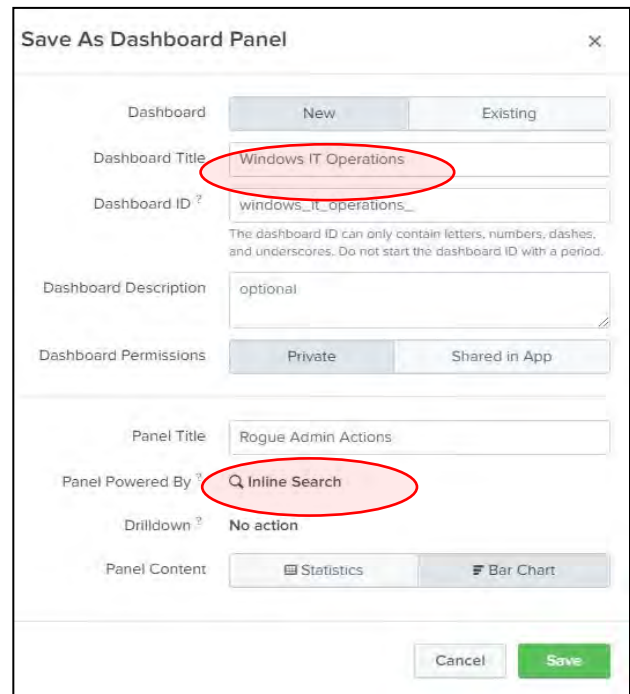 Save As Dashboard Panel ×
Dashboard New Existing
Dashboard Title Windows IT Operations
Dashboard ID ? windows_it_operations_
The dashboard ID can only contain letters, numbers, dashes,
and underscores. Do not start the dashboard ID with a period.
Dashboard Description optional
Dashboard Permissions Private Shared in App
Panel Title Rogue Admin Actions
Panel Powered By ? Inline Search
Drilldown ? No action
Panel Content Statistics Bar Chart
Cancel Save